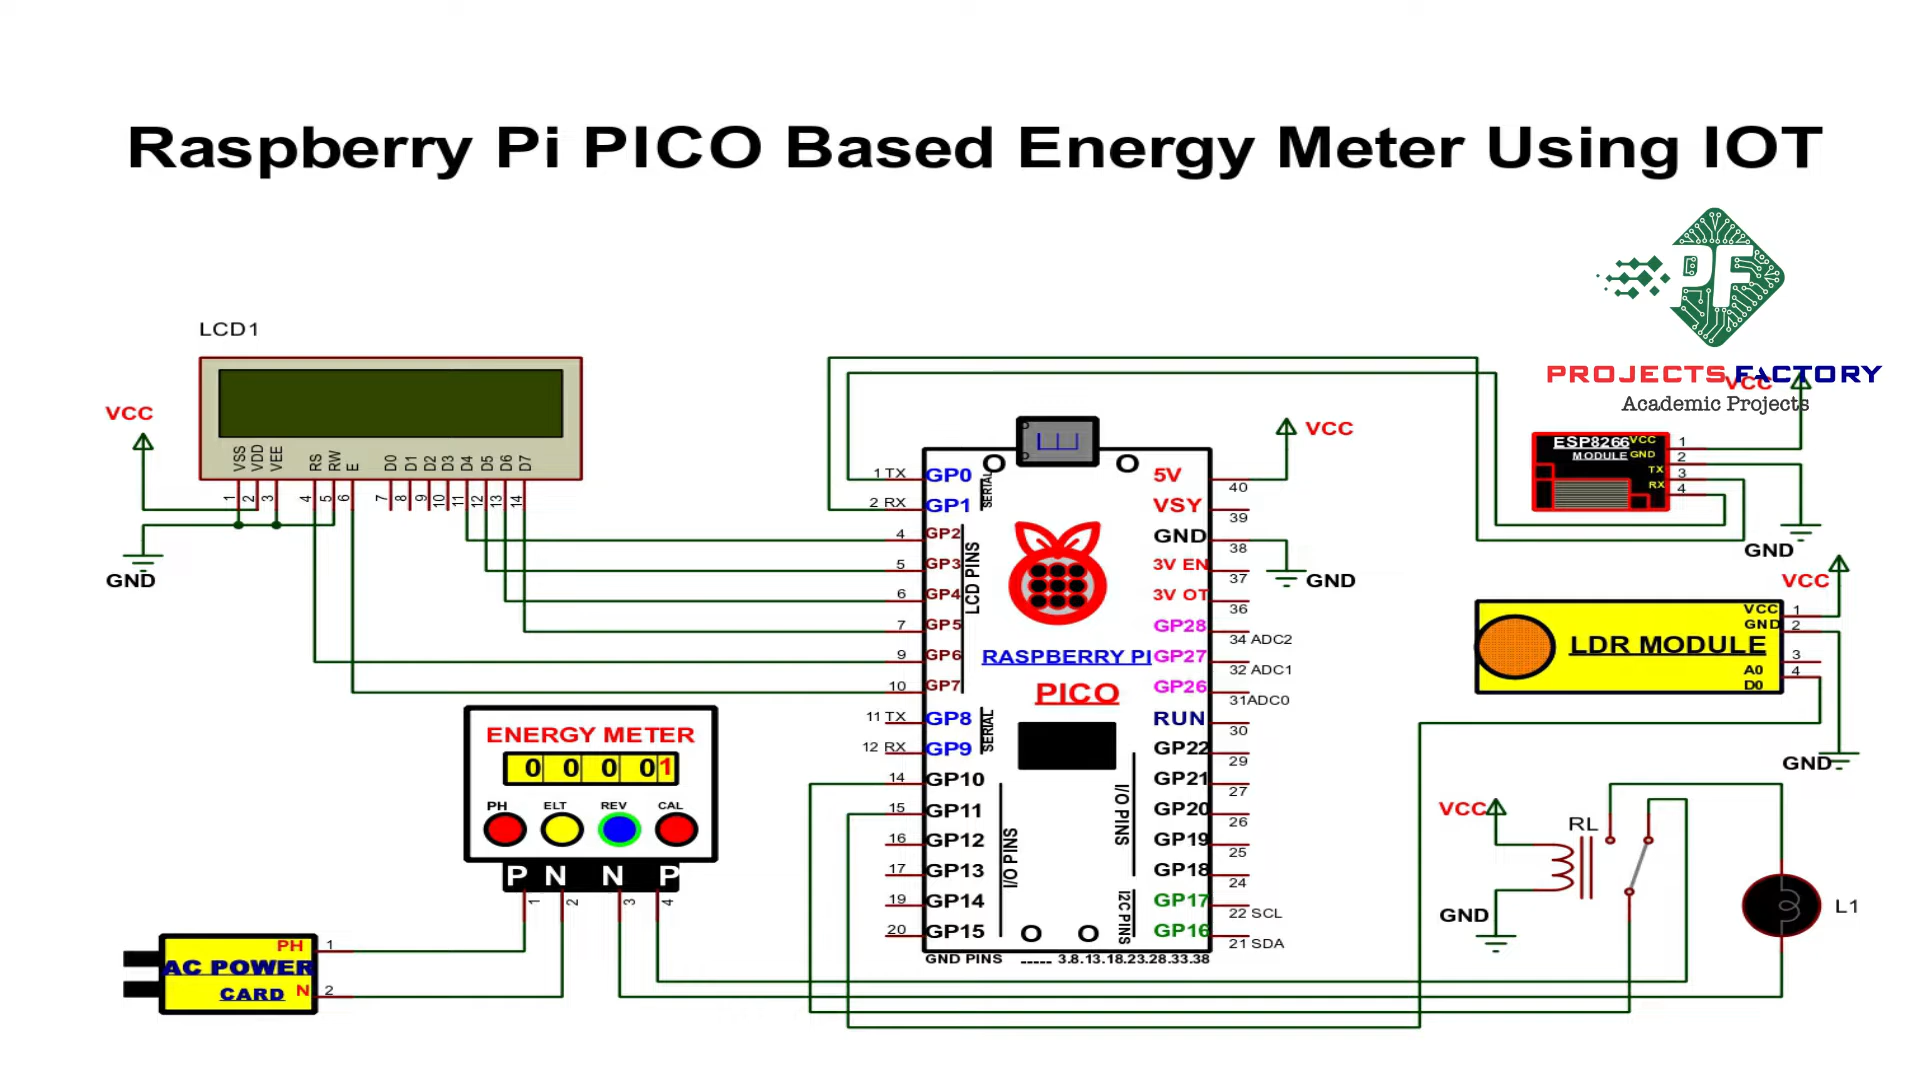 Raspberry Pi PICO Based Energy Meter Using IOT
PF
PROJECTS FACTORY
Academic Projects
LCD1
VCC
GND
VSS VDD VEE RS RW E D0 D1 D2 D3 D4 D5 D6 D7
1 2 3 4 5 6 7 8 9 10 11 12 13 14
1 TX GP0
2 RX GP1
SERIAL
4 GP2
5 GP3
6 GP4
7 GP5
9 GP6
10 GP7
LCD PINS
11 TX GP8
12 RX GP9
SERIAL
14 GP10
15 GP11
16 GP12
17 GP13
19 GP14
20 GP15
I/O PINS
RASPBERRY PI
PICO
5V 40
VSY 39
GND 38
3V EN 37
3V OT 36
GP28 34 ADC2
GP27 32 ADC1
GP26 31ADC0
RUN 30
GP22 29
GP21 27
GP20 26
GP19 25
GP18 24
GP17 22 SCL
GP16 21 SDA
I/O PINS
I2C PINS
GND PINS ----- 3.8.13.18.23.28.33.38
VCC
GND
VCC
ESP8266
MODULE
VCC 1
GND 2
TX 3
RX 4
GND
VCC
LDR MODULE
VCC 1
GND 2
3
A0 4
D0
GND
VCC
RL
GND
L1
ENERGY METER
0 0 0 0 1
PH ELT REV CAL
P N N P
1 2 3 4
AC POWER
CARD
PH 1
N 2